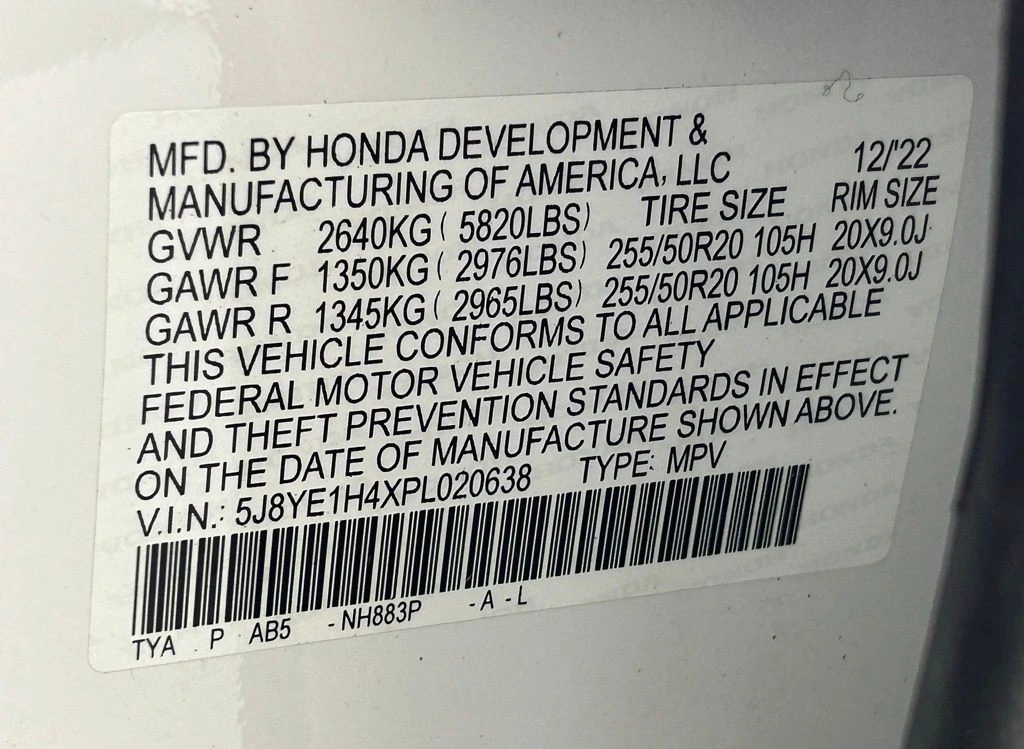 MFD. BY HONDA DEVELOPMENT &
MANUFACTURING OF AMERICA, LLC 12/'22
GVWR 2640KG ( 5820LBS) TIRE SIZE RIM SIZE
GAWR F 1350KG ( 2976LBS) 255/50R20 105H 20X9.0J
GAWR R 1345KG ( 2965LBS) 255/50R20 105H 20X9.0J
THIS VEHICLE CONFORMS TO ALL APPLICABLE
FEDERAL MOTOR VEHICLE SAFETY
AND THEFT PREVENTION STANDARDS IN EFFECT
ON THE DATE OF MANUFACTURE SHOWN ABOVE.
V.I.N.: 5J8YE1H4XPL020638 TYPE: MPV
TYA P AB5 - NH883P - A - L